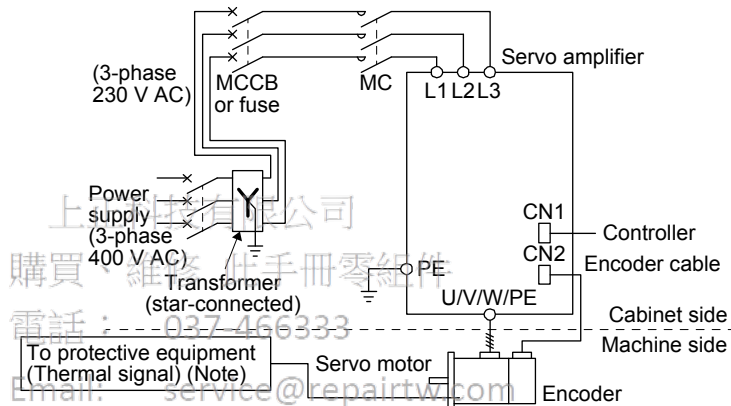 (3-phase
230 V AC)
MCCB
or fuse
MC
Servo amplifier
L1 L2 L3
Power
supply
(3-phase
400 V AC)
Transformer
(star-connected)
CN1
Controller
CN2
Encoder cable
PE
U/V/W/PE
Cabinet side
Machine side
To protective equipment
(Thermal signal) (Note)
Servo motor
Encoder
上正科技有限公司
購買、維修 此手冊零組件
電話： 037-466333
Email: service@repairtw.com